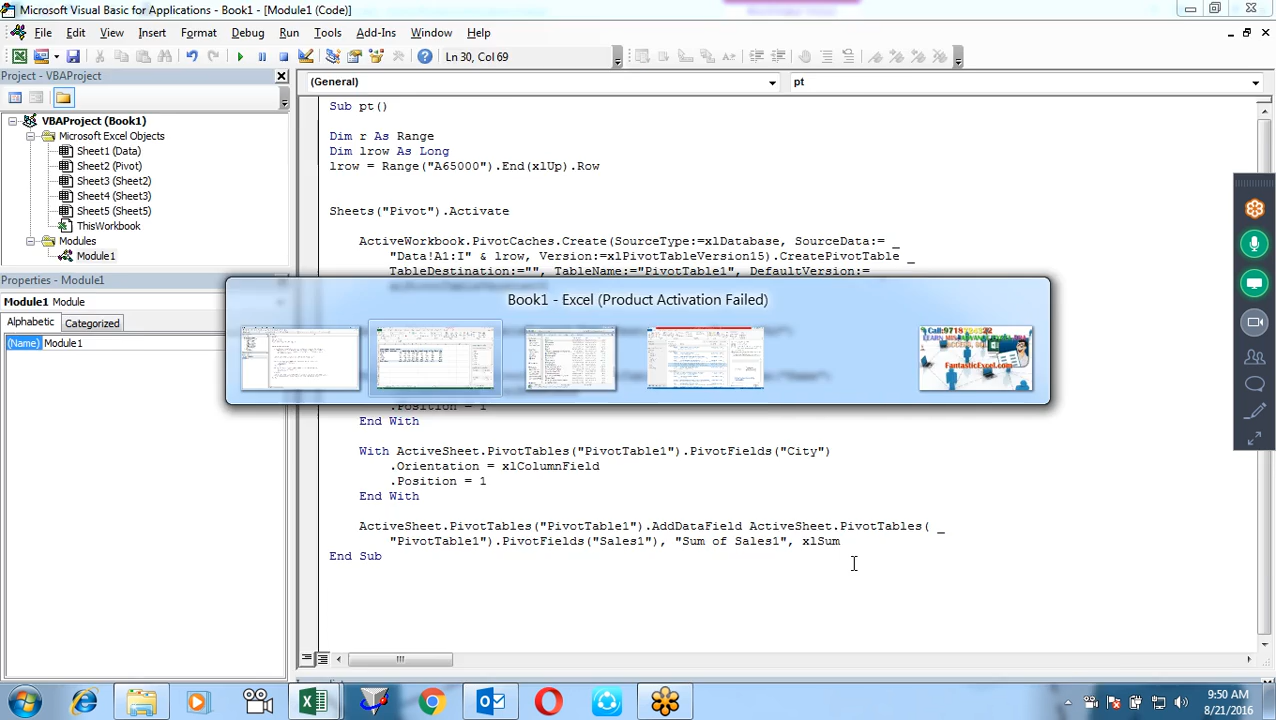 Microsoft Visual Basic for Applications - Book1 - [Module1 (Code)]
File Edit View Insert Format Debug Run Tools Add-Ins Window Help
Ln 30, Col 69
Project - VBAProject
(General)
pt
VBAProject (Book1)
Microsoft Excel Objects
Sheet1 (Data)
Sheet2 (Pivot)
Sheet3 (Sheet2)
Sheet4 (Sheet3)
Sheet5 (Sheet5)
ThisWorkbook
Modules
Module1
Properties - Module1
Module1 Module
Alphabetic
Categorized
(Name) Module1
Sub pt()
Dim r As Range
Dim lrow As Long
lrow = Range("A65000").End(xlUp).Row
Sheets("Pivot").Activate
ActiveWorkbook.PivotCaches.Create(SourceType:=xlDatabase, SourceData:= _
"Data!A1:I" & lrow, Version:=xlPivotTableVersion15).CreatePivotTable _
TableDestination:="", TableName:="PivotTable1", DefaultVersion:= _
Book1 - Excel (Product Activation Failed)
FantasticExcel.com
.Position = 1
End With
With ActiveSheet.PivotTables("PivotTable1").PivotFields("City")
.Orientation = xlColumnField
.Position = 1
End With
ActiveSheet.PivotTables("PivotTable1").AddDataField ActiveSheet.PivotTables( _
"PivotTable1").PivotFields("Sales1"), "Sum of Sales1", xlSum
End Sub
9:50 AM
8/21/2016